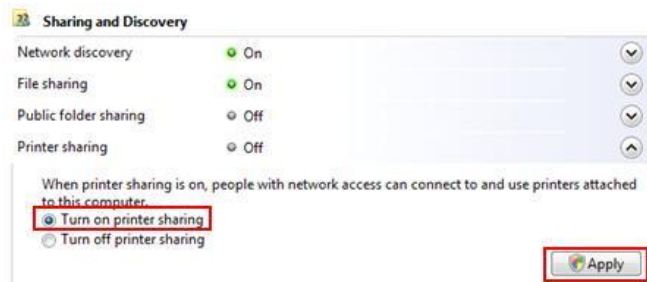 Sharing and Discovery
Network discovery On
File sharing On
Public folder sharing Off
Printer sharing Off
When printer sharing is on, people with network access can connect to and use printers attached
to this computer.
Turn on printer sharing
Turn off printer sharing
Apply